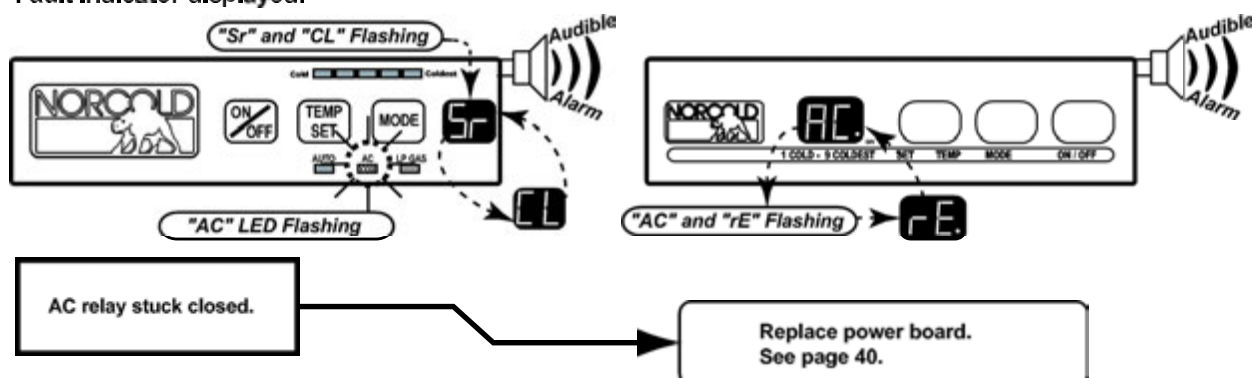 Fault indicator displayed:
"Sr" and "CL" Flashing
Audible
Alarm
Cold
Coldest
NORCOLD
ON/OFF
TEMP SET
MODE
Sr
AUTO
AC
LP GAS
CL
"AC" LED Flashing
Audible
Alarm
NORCOLD
AC.
1 COLD - 9 COLDEST
SET
TEMP
MODE
ON / OFF
"AC" and "rE" Flashing
rE.
AC relay stuck closed.
Replace power board.
See page 40.